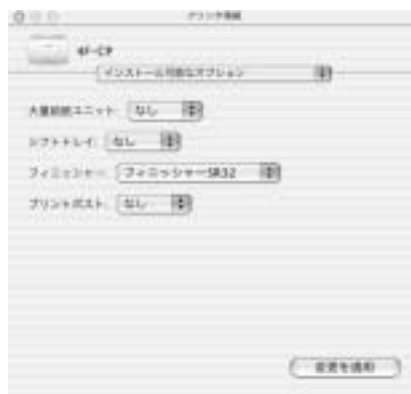 プリンタ情報
4F-CP
インストール可能なオプション
大量給紙ユニット: なし
シフトトレイ: なし
フィニッシャー: フィニッシャーSR32
プリントポスト: なし
変更を適用